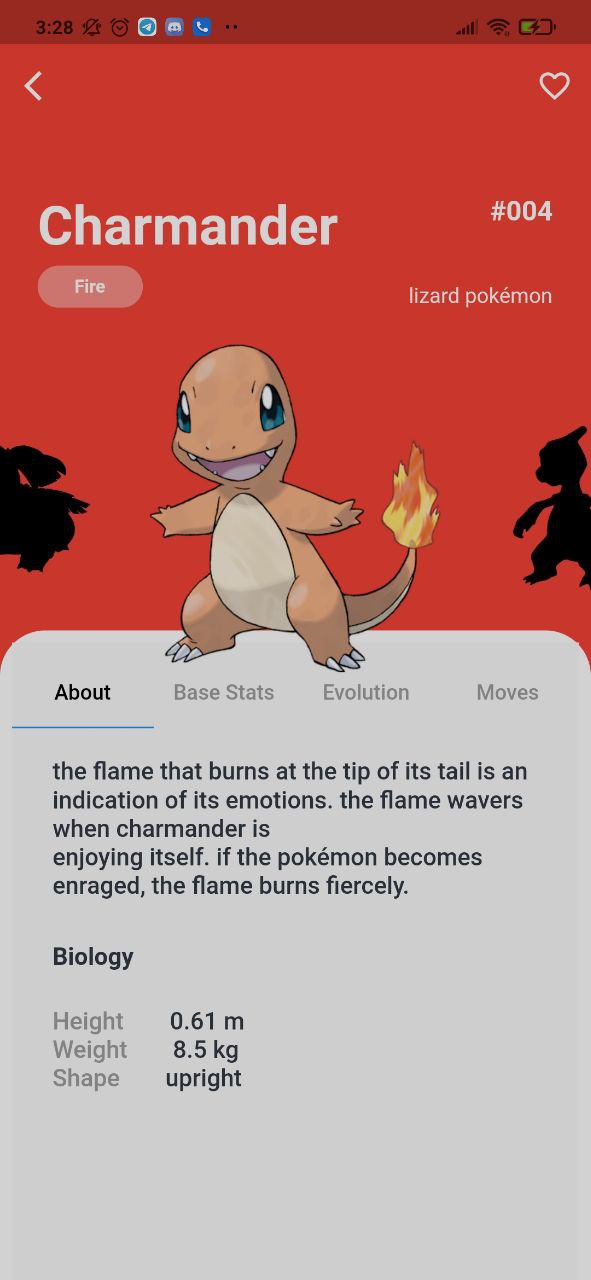 3:28
Charmander
#004
Fire
lizard pokémon
About Base Stats Evolution Moves
the flame that burns at the tip of its tail is an
indication of its emotions. the flame wavers
when charmander is
enjoying itself. if the pokémon becomes
enraged, the flame burns fiercely.
Biology
Height 0.61 m
Weight 8.5 kg
Shape upright